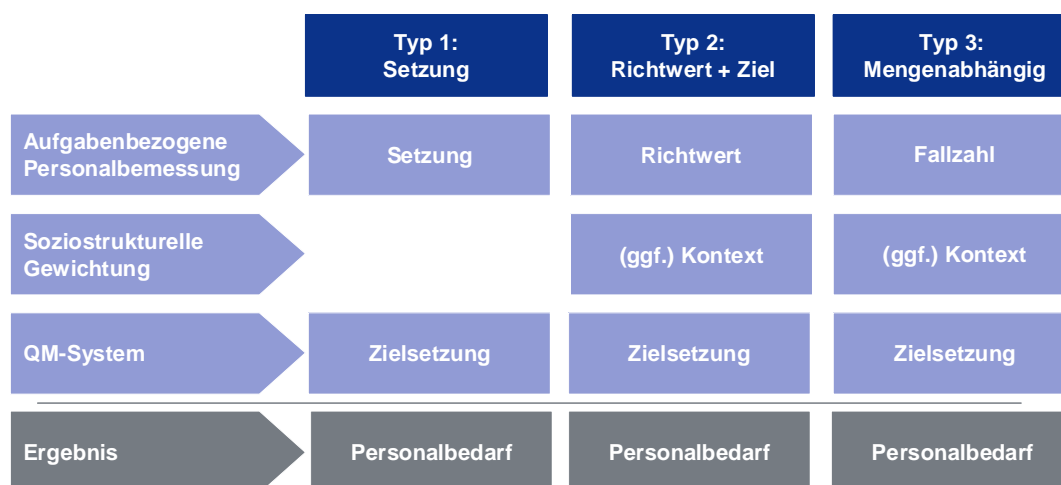 Typ 1:
Setzung
Typ 2:
Richtwert + Ziel
Typ 3:
Mengenabhängig
Aufgabenbezogene
Personalbemessung
Setzung
Richtwert
Fallzahl
Soziostrukturelle
Gewichtung
(ggf.) Kontext
(ggf.) Kontext
QM-System
Zielsetzung
Zielsetzung
Zielsetzung
Ergebnis
Personalbedarf
Personalbedarf
Personalbedarf